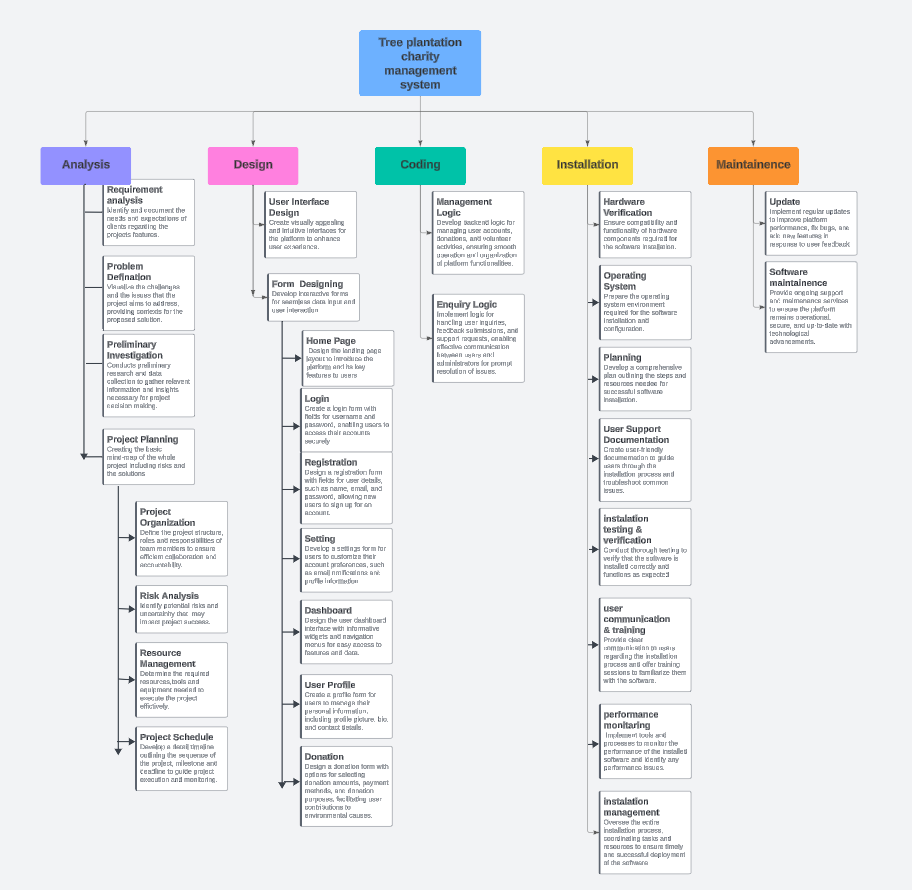 Tree plantation
charity
management
system
Analysis
Requirement
analysis
Identify and document the
needs and expectations of
clients regarding the
projects features.
Problem
Defination
Visualize the challenges
and the issues that the
project aims to address,
providing contexts for the
proposed solution.
Preliminary
Investigation
Conducts preliminary
research and data
collection to gather relevent
information and insights
necessary for project
decision making.
Project Planning
Creating the basic
mind-map of the whole
project including risks and
the solutions
Project
Organization
Define the project structure,
roles and responsibilities of
team members to ensure
efficient collaboration and
accountability.
Risk Analysis
Identify potential risks and
uncertainity that may
impact project success.
Resource
Management
Determine the required
resources,tools and
equipment needed to
execute the project
effictively.
Project Schedule
Develop a detail timeline
outlining the sequence of
the project, milestone and
deadline to guide project
execution and monitoring.
Design
User Interface
Design
Create visually appealing
and intuitive interfaces for
the platform to enhance
user experience.
Form Designing
Develop interactive forms
for seamless data input and
user interaction
Home Page
Design the landing page
layout to introduce the
platform and its key
features to users
Login
Create a login form with
fields for username and
password, enabling users to
access their accounts
securely
Registration
Design a registration form
with fields for user details,
such as name, email, and
password, allowing new
users to sign up for an
account.
Setting
Develop a settings form for
users to customize their
account preferences, such
as email notifications and
profile information
Dashboard
Design the user dashboard
interface with informative
widgets and navigation
menus for easy access to
features and data.
User Profile
Create a profile form for
users to manage their
personal information,
including profile picture, bio,
and contact details.
Donation
Design a donation form with
options for selecting
donation amounts, payment
methods, and donation
purposes, facilitating user
contributions to
environmental causes.
Coding
Management
Logic
Develop backend logic for
managing user accounts,
donations, and volunteer
activities, ensuring smooth
operation and organization
of platform functionalities.
Enquiry Logic
Implement logic for
handling user inquiries,
feedback submissions, and
support requests, enabling
effective communication
between users and
administrators for prompt
resolution of issues.
Installation
Hardware
Verification
Ensure compatibility and
functionality of hardware
components required for
the software installation.
Operating
System
Prepare the operating
system environment
required for the software
installation and
configuration.
Planning
Develop a comprehensive
plan outlining the steps and
resources needed for
successful software
installation.
User Support
Documentation
Create user-friendly
documentation to guide
users through the
installation process and
troubleshoot common
issues.
instalation
testing &
verification
Conduct thorough testing to
verify that the software is
installed correctly and
functions as expected
user
communication
& training
Provide clear
communication to users
regarding the installation
process and offer training
sessions to familiarize them
with the software.
performance
monitaring
Implement tools and
processes to monitor the
performance of the installed
software and identify any
performance issues.
instalation
management
Oversee the entire
installation process,
coordinating tasks and
resources to ensure timely
and successful deployment
of the software
Maintainence
Update
Implement regular updates
to improve platform
performance, fix bugs, and
add new features in
response to user feedback
Software
maintainence
Provide ongoing support
and maintenance services
to ensure the platform
remains operational,
secure, and up-to-date with
technological
advancements.